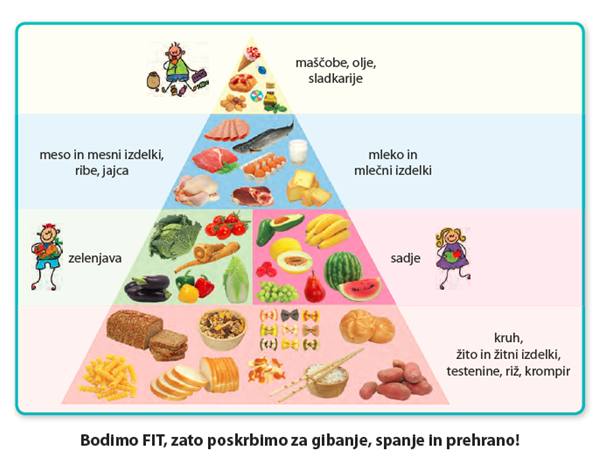 maščobe, olje,
sladkarije
meso in mesni izdelki,
ribe, jajca
mleko in
mlečni izdelki
zelenjava
sadje
kruh,
žito in žitni izdelki,
testenine, riž, krompir
Bodimo FIT, zato poskrbimo za gibanje, spanje in prehrano!